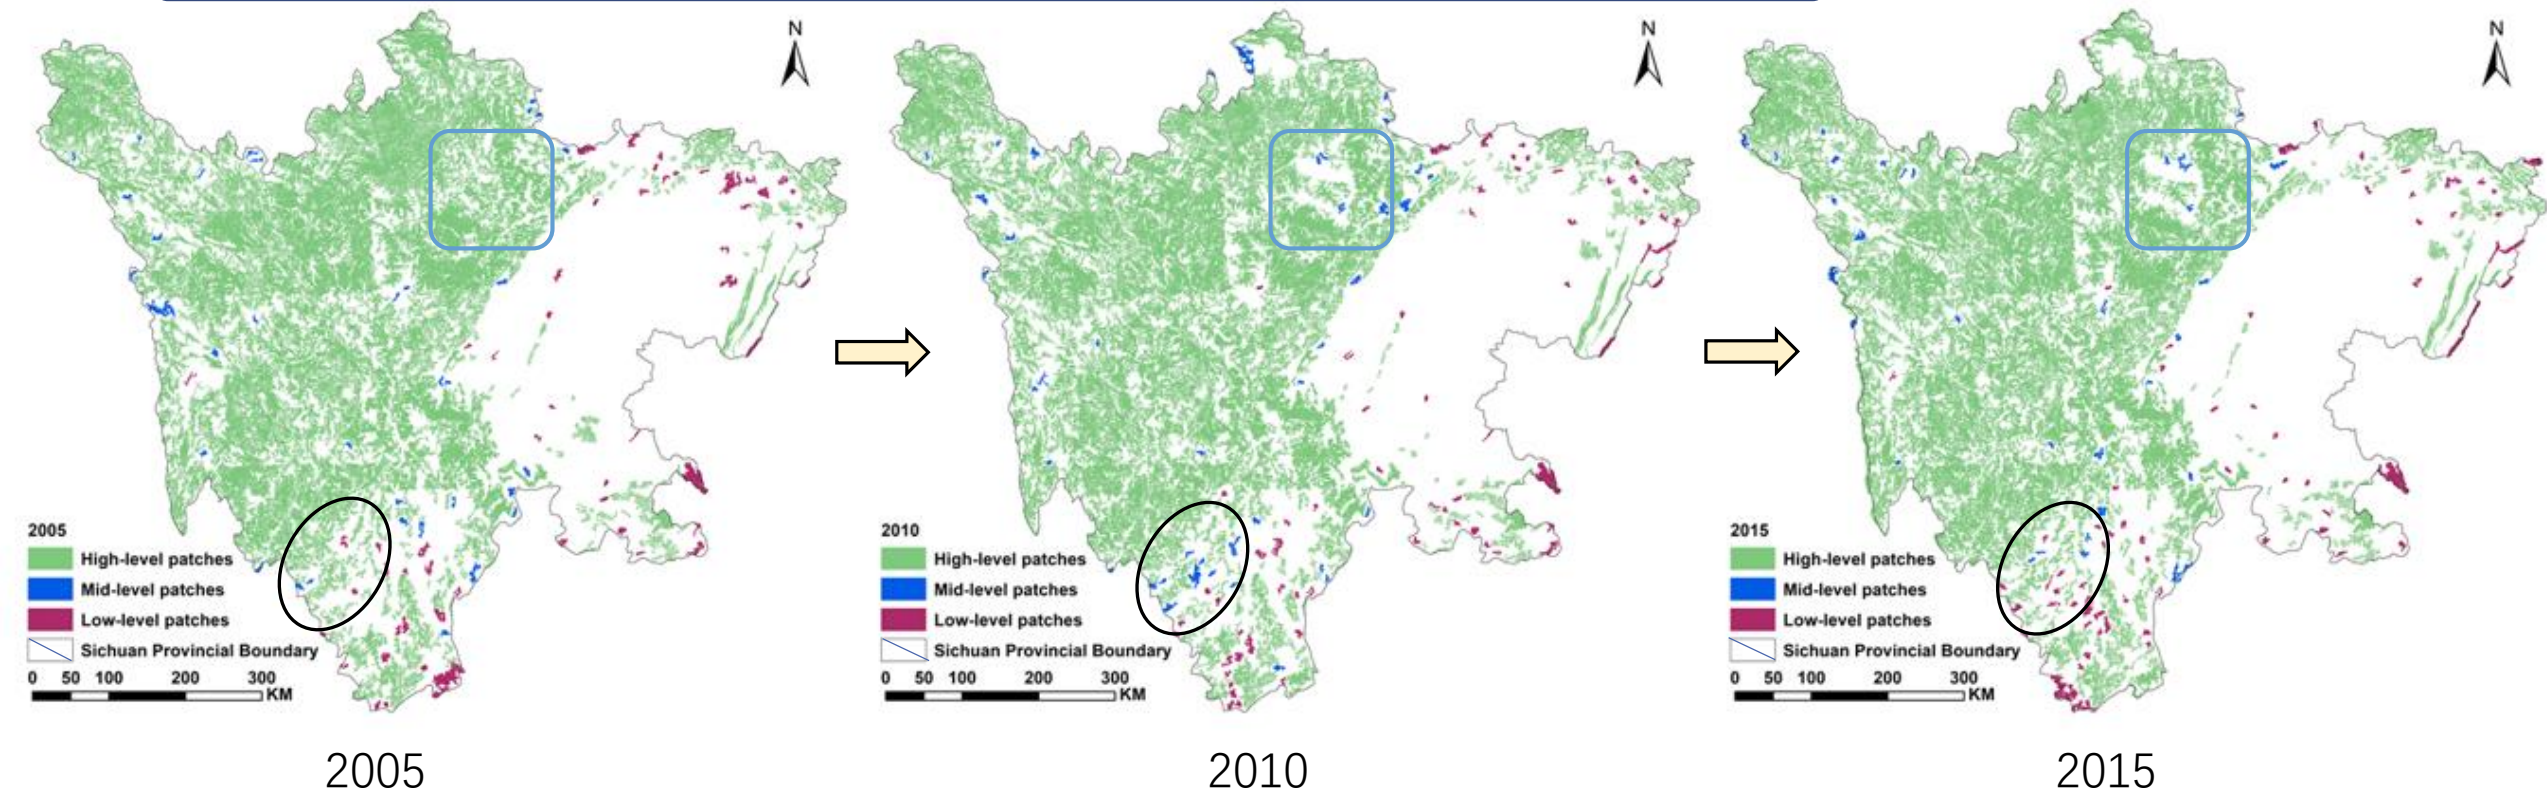 N
2005
High-level patches
Mid-level patches
Low-level patches
Sichuan Provincial Boundary
0 50 100 200 300
KM
2005
N
2010
High-level patches
Mid-level patches
Low-level patches
Sichuan Provincial Boundary
0 50 100 200 300
KM
2010
N
2015
High-level patches
Mid-level patches
Low-level patches
Sichuan Provincial Boundary
0 50 100 200 300
KM
2015